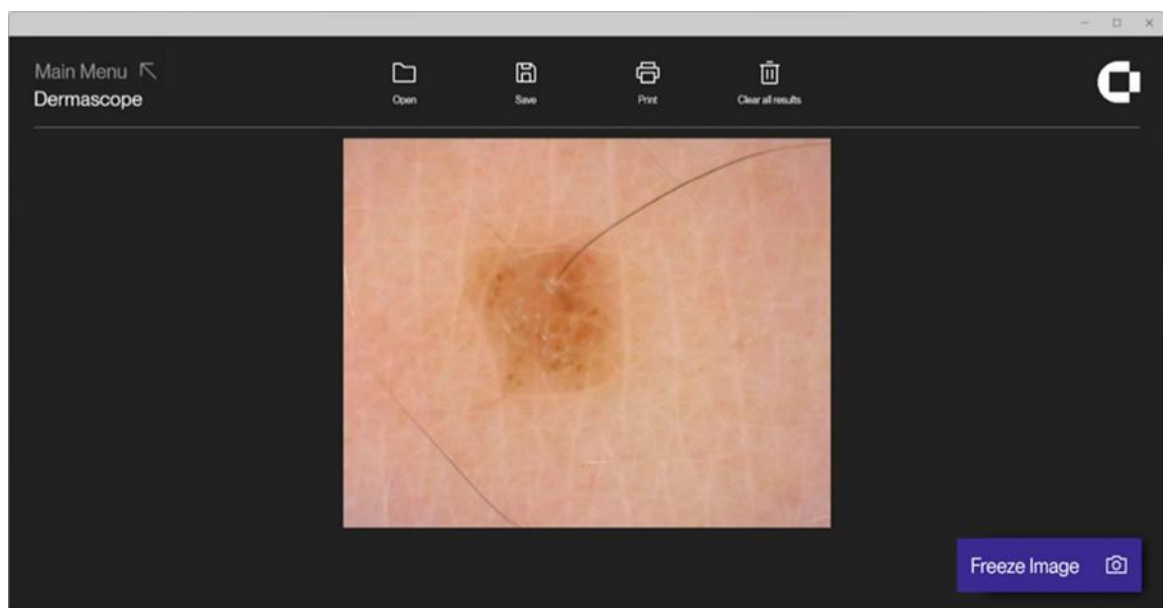 Main Menu
Dermascope
Open
Save
Print
Clear all results
Freeze Image